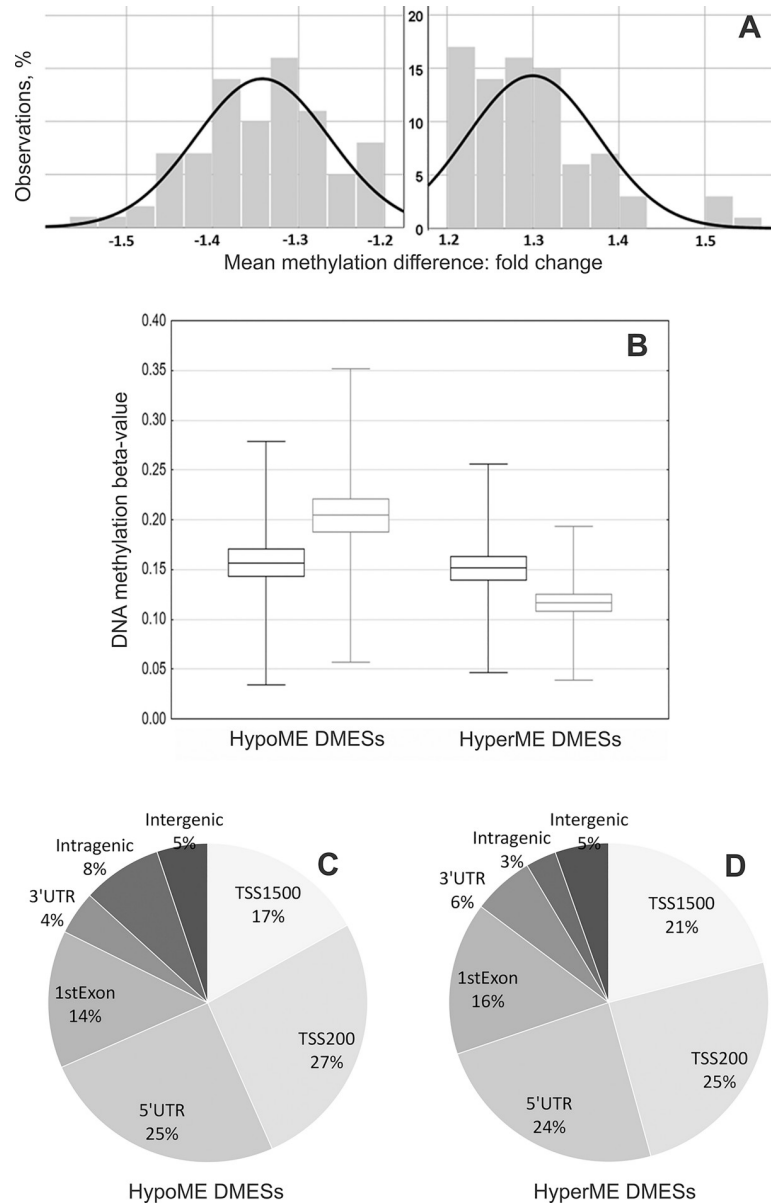 A
20
15
10
5
0
Observations, %
-1.5 -1.4 -1.3 -1.2 1.2 1.3 1.4 1.5
Mean methylation difference: fold change
B
0.40
0.35
0.30
0.25
0.20
0.15
0.10
0.05
0.00
DNA methylation beta-value
HypoME DMESs HyperME DMESs
C
Intergenic
5%
Intragenic
8%
3'UTR
4%
1stExon
14%
5'UTR
25%
TSS200
27%
TSS1500
17%
HypoME DMESs
D
Intergenic
5%
Intragenic
3%
3'UTR
6%
1stExon
16%
5'UTR
24%
TSS200
25%
TSS1500
21%
HyperME DMESs